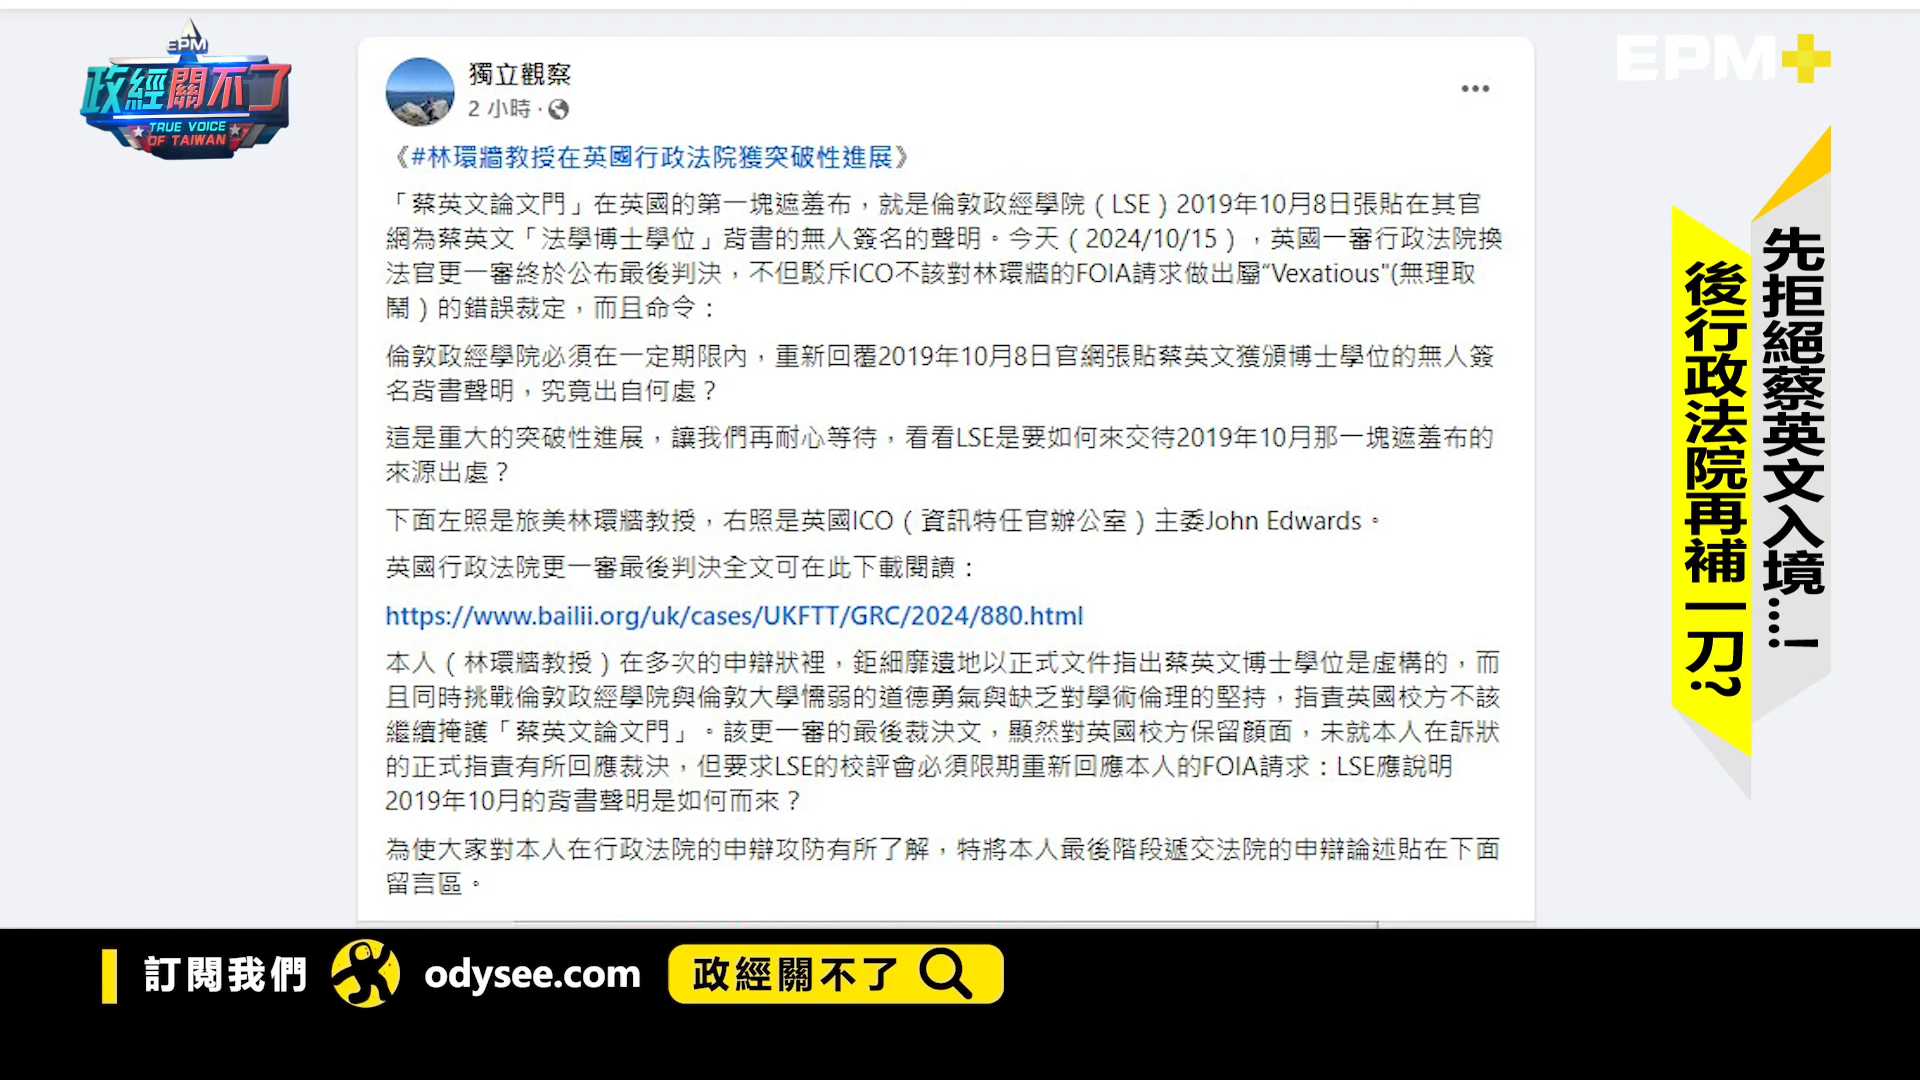 EPM
政經關不了
TRUE VOICE
OF TAIWAN
獨立觀察
2 小時·
EPM+
《#林環牆教授在英國行政法院獲突破性進展》
「蔡英文論文門」在英國的第一塊遮羞布，就是倫敦政經學院（LSE）2019年10月8日張貼在其官
網為蔡英文「法學博士學位」背書的無人簽名的聲明。今天（2024/10/15），英國一審行政法院換
法官更一審終於公布最後判決，不但駁斥ICO不該對林環牆的FOIA請求做出屬“Vexatious"(無理取
鬧）的錯誤裁定，而且命令：
倫敦政經學院必須在一定期限內，重新回覆2019年10月8日官網張貼蔡英文獲頒博士學位的無人簽
名背書聲明，究竟出自何處？
這是重大的突破性進展，讓我們再耐心等待，看看LSE是要如何來交待2019年10月那一塊遮羞布的
來源出處？
下面左照是旅美林環牆教授，右照是英國ICO（資訊特任官辦公室）主委John Edwards。
英國行政法院更一審最後判決全文可在此下載閱讀：
https://www.bailii.org/uk/cases/UKFTT/GRC/2024/880.html
本人（林環牆教授）在多次的申辯狀裡，鉅細靡遺地以正式文件指出蔡英文博士學位是虛構的，而
且同時挑戰倫敦政經學院與倫敦大學懦弱的道德勇氣與缺乏對學術倫理的堅持，指責英國校方不該
繼續掩護「蔡英文論文門」。該更一審的最後裁決文，顯然對英國校方保留顏面，未就本人在訴狀
的正式指責有所回應裁決，但要求LSE的校評會必須限期重新回應本人的FOIA請求：LSE應說明
2019年10月的背書聲明是如何而來？
為使大家對本人在行政法院的申辯攻防有所了解，特將本人最後階段遞交法院的申辯論述貼在下面
留言區。
先拒絕蔡英文入境....!
後行政法院再補一刀?
訂閱我們
odysee.com
政經關不了